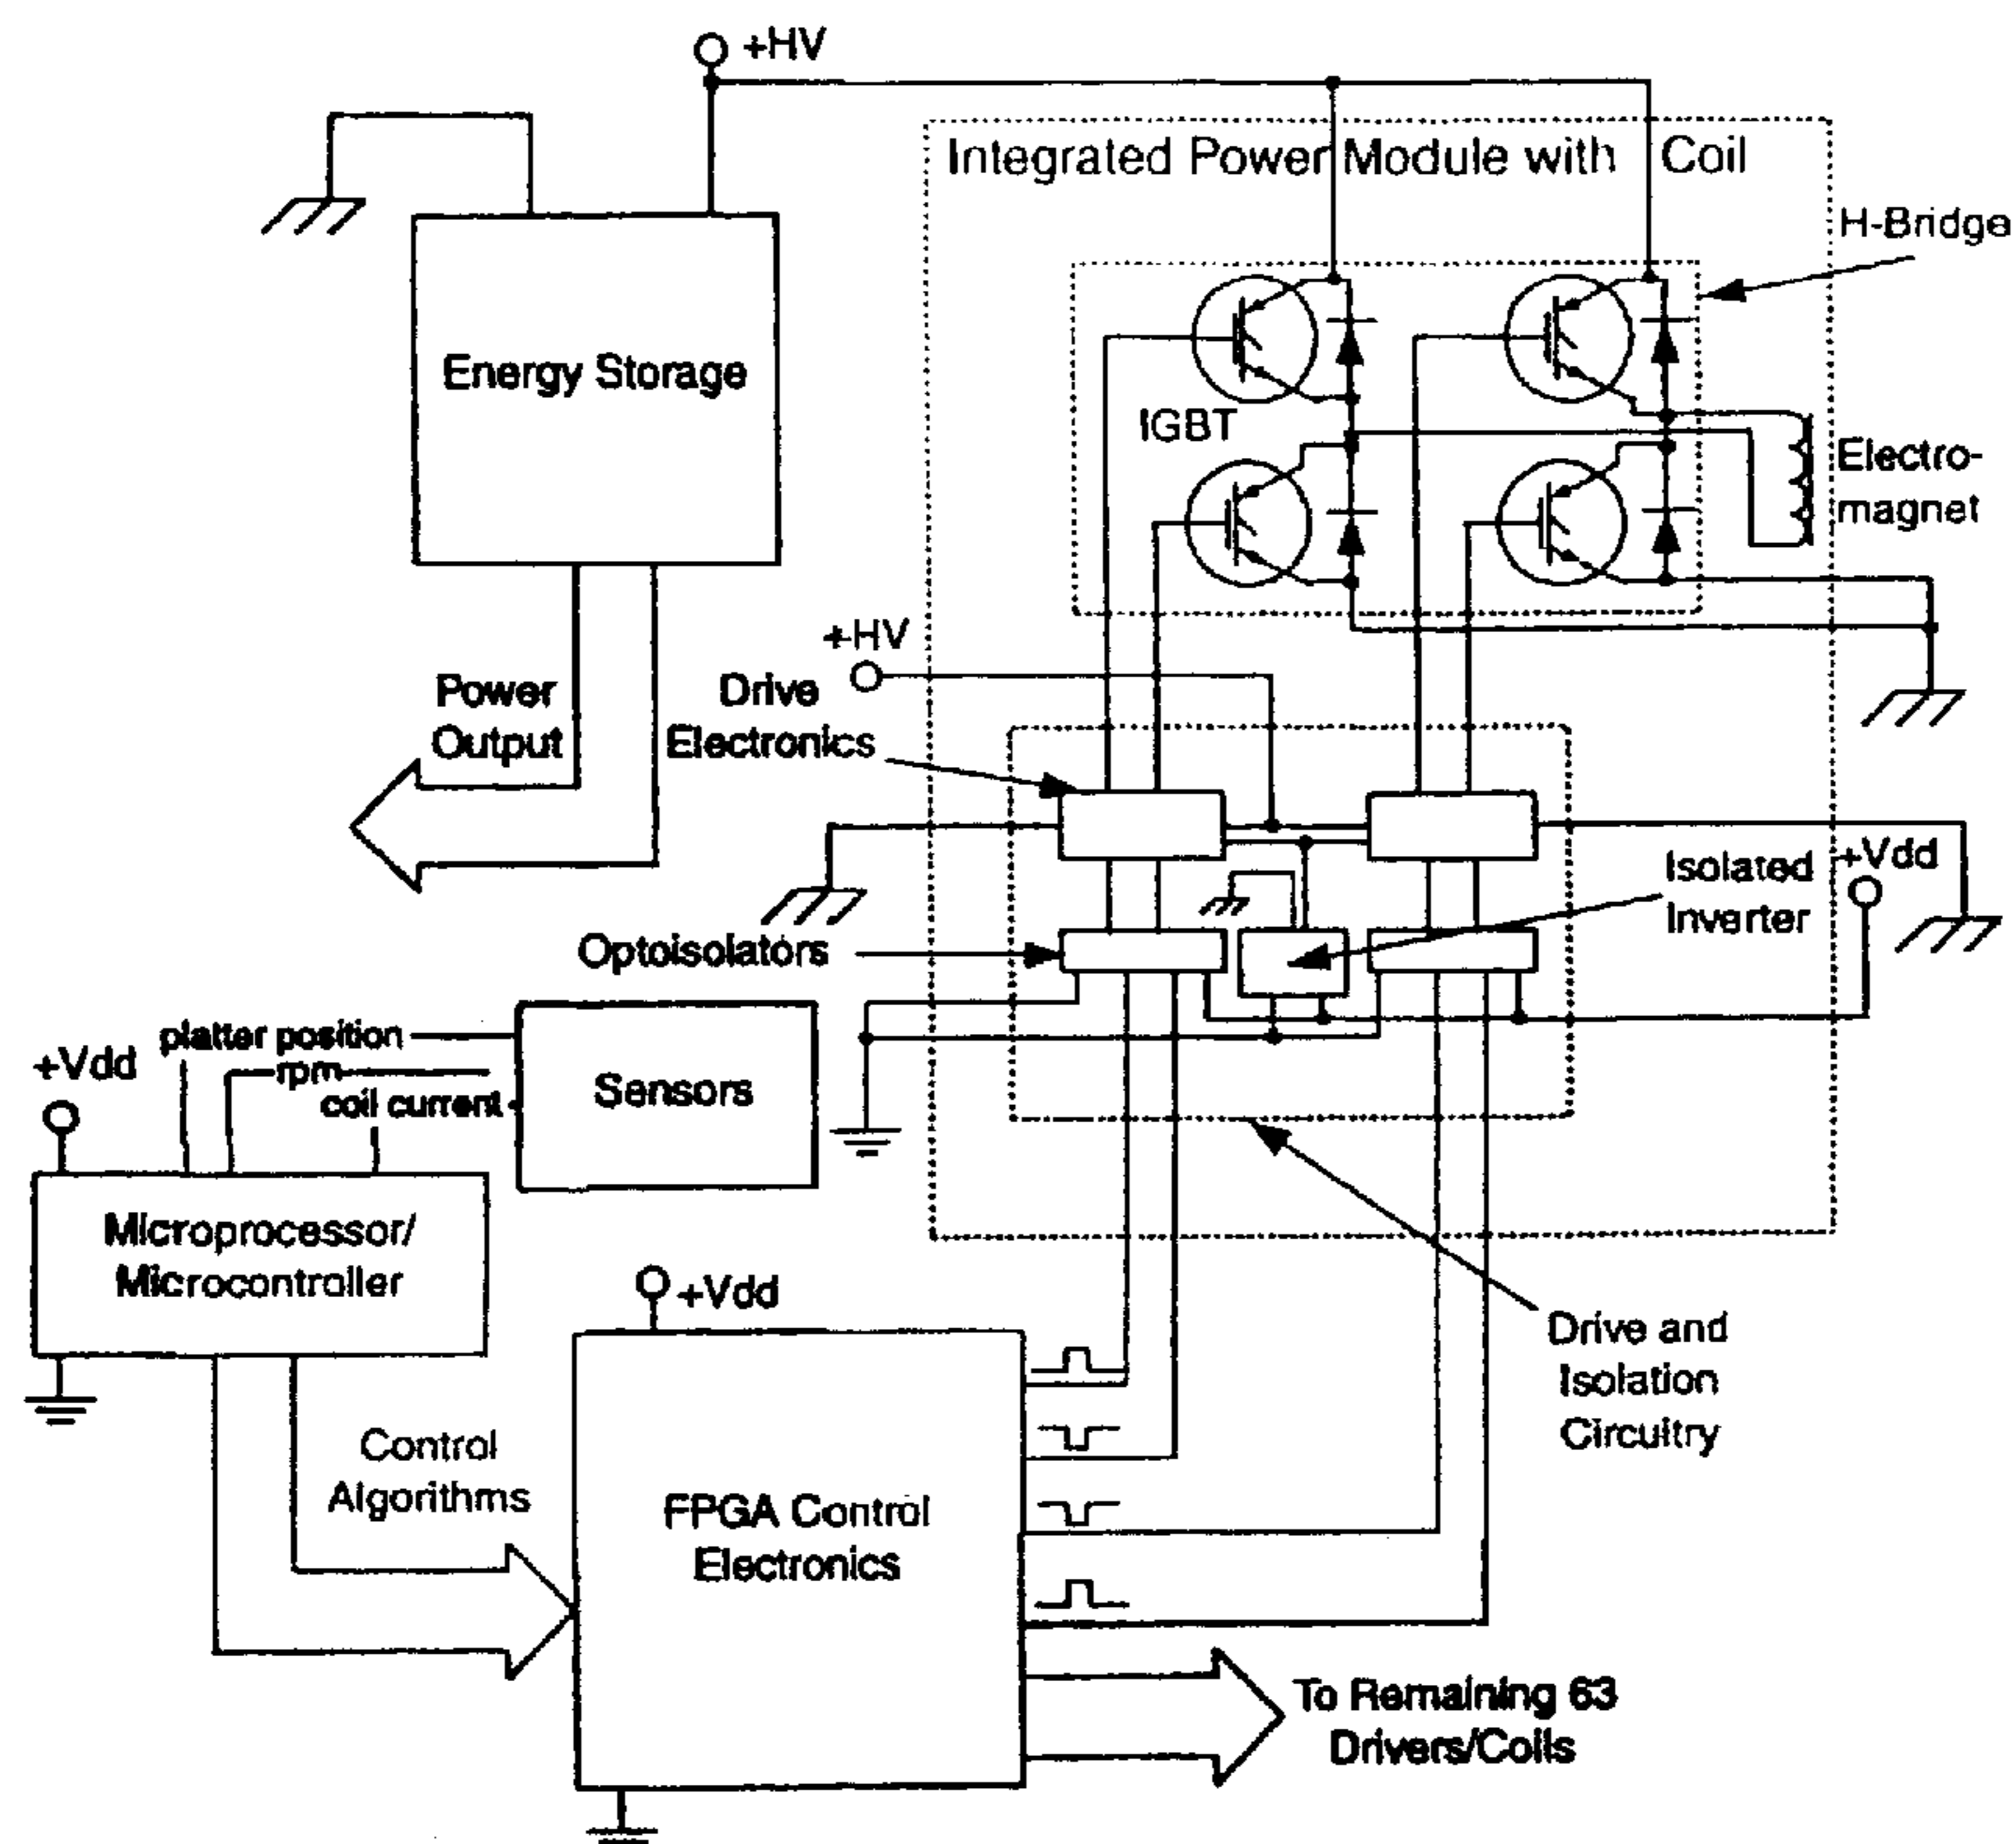 +HV
Integrated Power Module with Coil
H-Bridge
Energy Storage
IGBT
Electro-
magnet
+HV
Power
Output
Drive
Electronics
Isolated
Inverter
+Vdd
Optoisolators
platter position
rpm
coil current
+Vdd
Sensors
Microprocessor/
Microcontroller
+Vdd
Drive and
Isolation
Circuitry
Control
Algorithms
FPGA Control
Electronics
To Remaining 63
Drivers/Coils